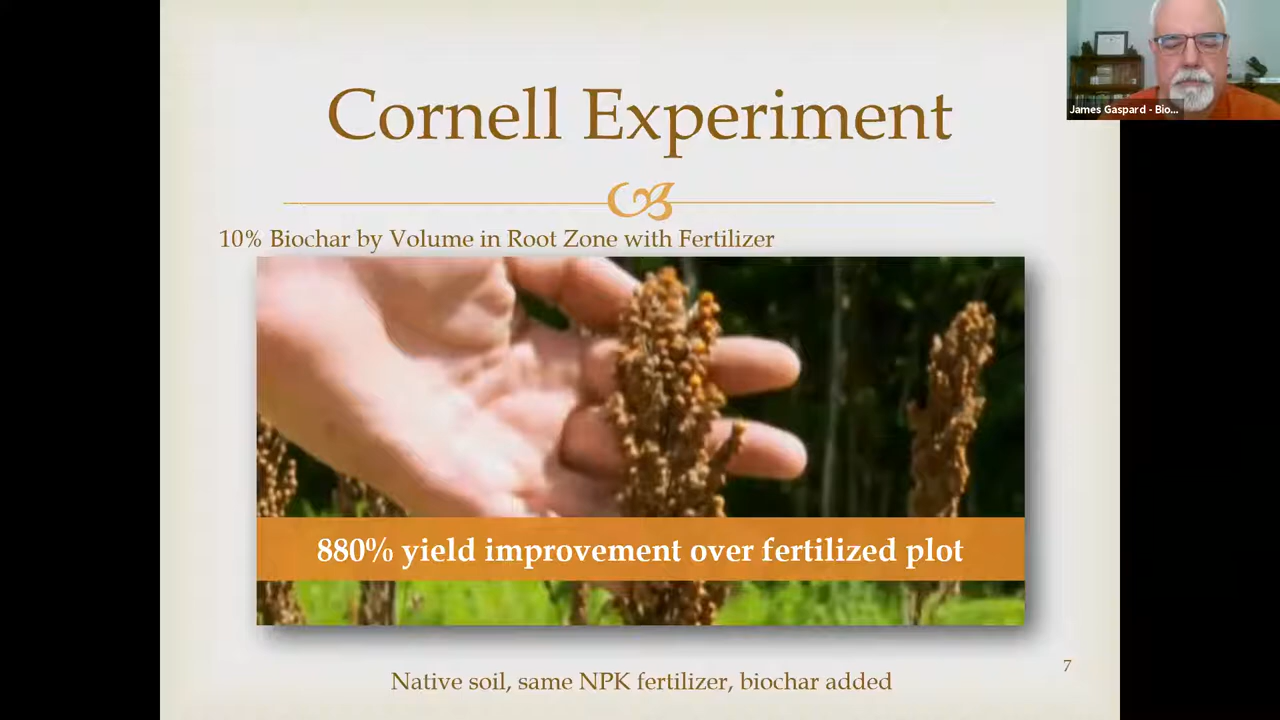 Cornell Experiment
10% Biochar by Volume in Root Zone with Fertilizer
880% yield improvement over fertilized plot
Native soil, same NPK fertilizer, biochar added
7
James Gaspard - Bio...